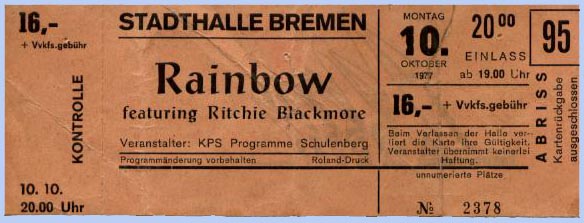 16,-
+ Vvkfs.gebühr
KONTROLLE
10. 10.
20.00 Uhr
STADTHALLE BREMEN
Rainbow
featuring Ritchie Blackmore
Veranstalter: KPS Programme Schulenberg
Programmänderung vorbehalten Roland-Druck
MONTAG
10.
OKTOBER
1977
20 00
EINLASS
ab 19.00 Uhr
16,- + Vvkfs.gebühr
Beim Verlassen der Halle ver-
liert die Karte ihre Gültigkeit.
Veranstalter übernimmt keinerlei
Haftung.
unnumerierte Plätze
№ 2378
95
ABRISS
Kartenrückgabe
ausgeschlossen